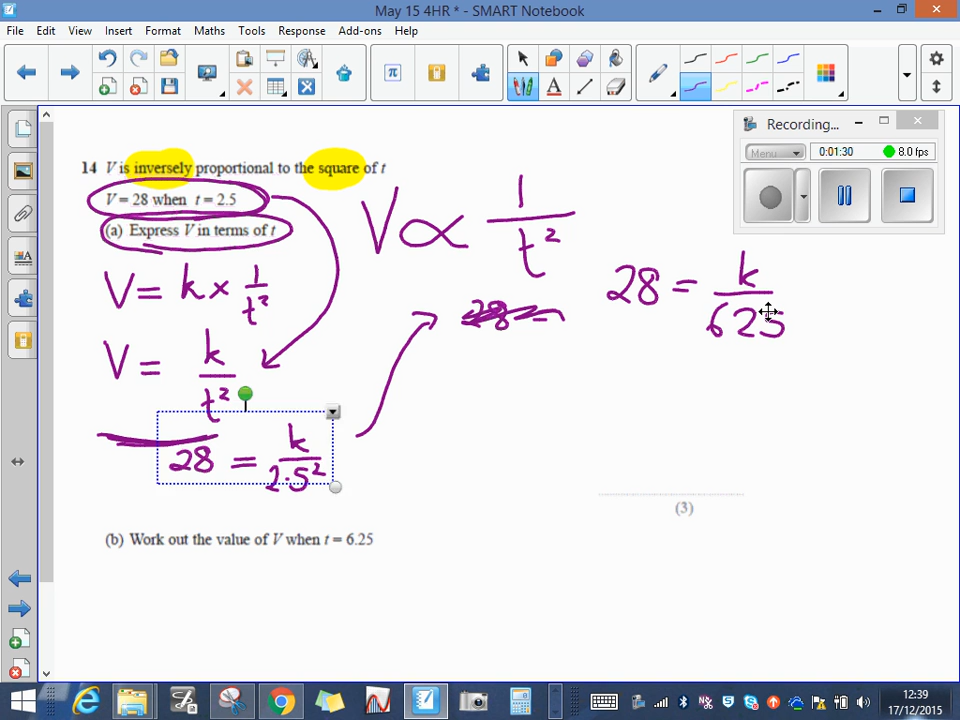 May 15 4HR * - SMART Notebook
File Edit View Insert Format Maths Tools Response Add-ons Help
Recording...
Menu 0:01:30 8.0 fps
14 V is inversely proportional to the square of t
V = 28 when t = 2.5
(a) Express V in terms of t
V ∝ 1/t²
V = k × 1/t²
28 = k/625
28 =
V = k/t²
28 = k/2.5²
(3)
(b) Work out the value of V when t = 6.25
12:39
17/12/2015